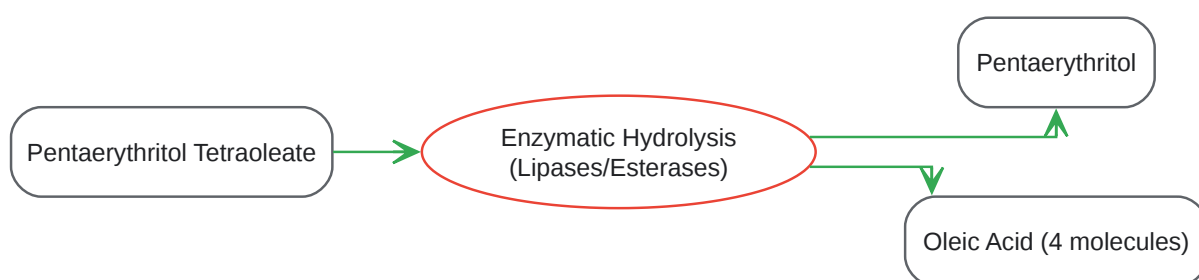 Pentaerythritol Tetraoleate
Enzymatic Hydrolysis
(Lipases/Esterases)
Pentaerythritol
Oleic Acid (4 molecules)